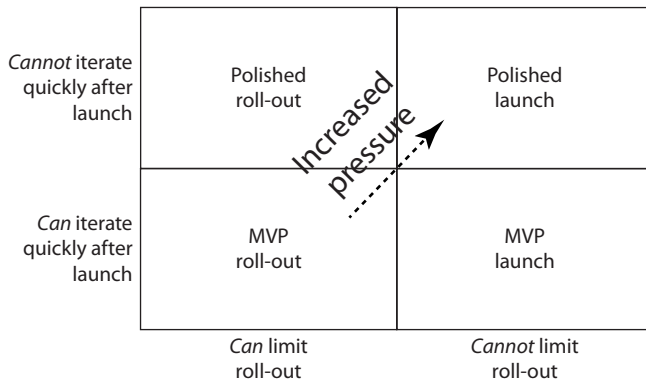 Cannot iterate
quickly after
launch
Polished
roll-out
Increased
pressure
Polished
launch
Can iterate
quickly after
launch
MVP
roll-out
MVP
launch
Can limit
roll-out
Cannot limit
roll-out